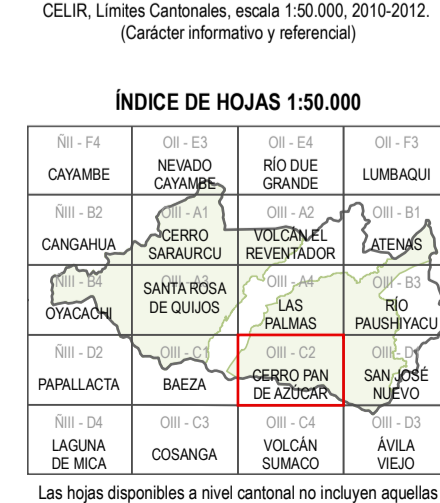 CELIR, Límites Cantonales, escala 1:50.000, 2010-2012.
(Carácter informativo y referencial)
ÍNDICE DE HOJAS 1:50.000
ÑII - F4
OII - E3
OII - E4
OII - F3
CAYAMBE
NEVADO
CAYAMBE
RÍO DUE
GRANDE
LUMBAQUI
ÑIII - B2
OIII - A1
OIII - A2
OIII - B1
CANGAHUA
CERRO
SARAURCU
VOLCÁN EL
REVENTADOR
ATENAS
ÑIII - B4
OIII - A3
OIII - A4
OIII - B3
OYACACHI
SANTA ROSA
DE QUIJOS
LAS
PALMAS
RÍO
PAUSHIYACU
ÑIII - D2
OIII - C1
OIII - C2
OIII - D1
PAPALLACTA
BAEZA
CERRO PAN
DE AZÚCAR
SAN JOSÉ
NUEVO
ÑIII - D4
OIII - C3
OIII - C4
OIII - D3
LAGUNA
DE MICA
COSANGA
VOLCÁN
SUMACO
ÁVILA
VIEJO
Las hojas disponibles a nivel cantonal no incluyen aquellas